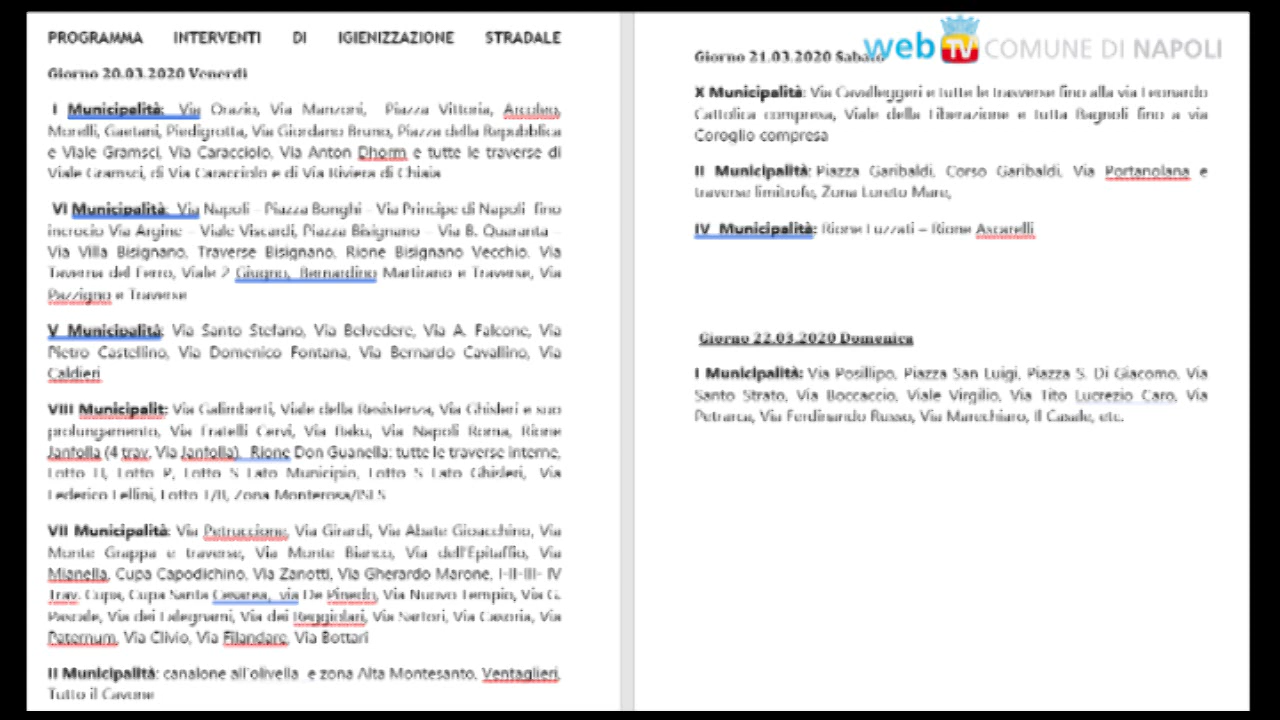 PROGRAMMA INTERVENTI DI IGIENIZZAZIONE STRADALE
Giorno 20.03.2020 Venerdì
I Municipalità: Via Orazio, Via Manzoni, Piazza Vittoria, Arcoleo,
Morelli, Gaetani, Piedigrotta, Via Giordano Bruno, Piazza della Repubblica
e Viale Gramsci, Via Caracciolo, Via Anton Dhorm e tutte le traverse di
Viale Gramsci, di Via Caracciolo e di Via Riviera di Chiaia
VI Municipalità: Via Napoli - Piazza Bonghi - Via Principe di Napoli fino
incrocio Via Argine - Viale Viscardi, Piazza Bisignano - Via B. Quaranta -
Via Villa Bisignano, Traverse Bisignano, Rione Bisignano Vecchio, Via
Taverna del Ferro, Viale 2 Giugno, Bernardino Martirano e Traverse, Via
Pazzigno e Traverse
V Municipalità: Via Santo Stefano, Via Belvedere, Via A. Falcone, Via
Pietro Castellino, Via Domenico Fontana, Via Bernardo Cavallino, Via
Caldieri
VIII Municipalit: Via Galimberti, Viale della Resistenza, Via Ghisleri e suo
prolungamento, Via Fratelli Cervi, Via Baku, Via Napoli Roma, Rione
Janfolla (4 trav. Via Janfolla), Rione Don Guanella: tutte le traverse interne,
Lotto H, Lotto P, Lotto S Lato Municipio, Lotto S Lato Ghisleri, Via
Federico Fellini, Lotto T/B, Zona Monterosa/ISES
VII Municipalità: Via Petruccione, Via Girardi, Via Abate Gioacchino, Via
Monte Grappa e traverse, Via Monte Bianco, Via dell'Epitaffio, Via
Mianella, Cupa Capodichino, Via Zanotti, Via Gherardo Marone, I-II-III- IV
Trav. Cupa, Cupa Santa Cesarea, via De Pinedo, Via Nuovo Tempio, Via G.
Pascale, Via dei Falegnami, Via dei Reggiolari, Via Sartori, Via Casoria, Via
Paternum, Via Clivio, Via Filandare, Via Bottari
II Municipalità: canalone all'olivella e zona Alta Montesanto, Ventaglieri,
Tutto il Cavone
web TV COMUNE DI NAPOLI
Giorno 21.03.2020 Sabato
X Municipalità: Via Cavalleggeri e tutte le traverse fino alla via Leonardo
Cattolica compresa, Viale della Liberazione e tutta Bagnoli fino a via
Coroglio compresa
II Municipalità: Piazza Garibaldi, Corso Garibaldi, Via Portanolana e
traverse limitrofe, Zona Loreto Mare,
IV Municipalità: Rione Luzzati – Rione Ascarelli
Giorno 22.03.2020 Domenica
I Municipalità: Via Posillipo, Piazza San Luigi, Piazza S. Di Giacomo, Via
Santo Strato, Via Boccaccio, Viale Virgilio, Via Tito Lucrezio Caro, Via
Petrarca, Via Ferdinando Russo, Via Marechiaro, Il Casale, etc.